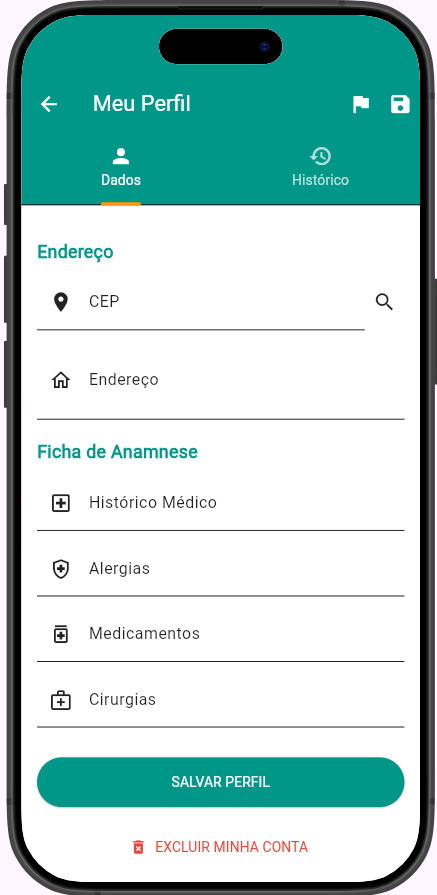 Meu Perfil
Dados
Histórico
Endereço
CEP
Endereço
Ficha de Anamnese
Histórico Médico
Alergias
Medicamentos
Cirurgias
SALVAR PERFIL
EXCLUIR MINHA CONTA